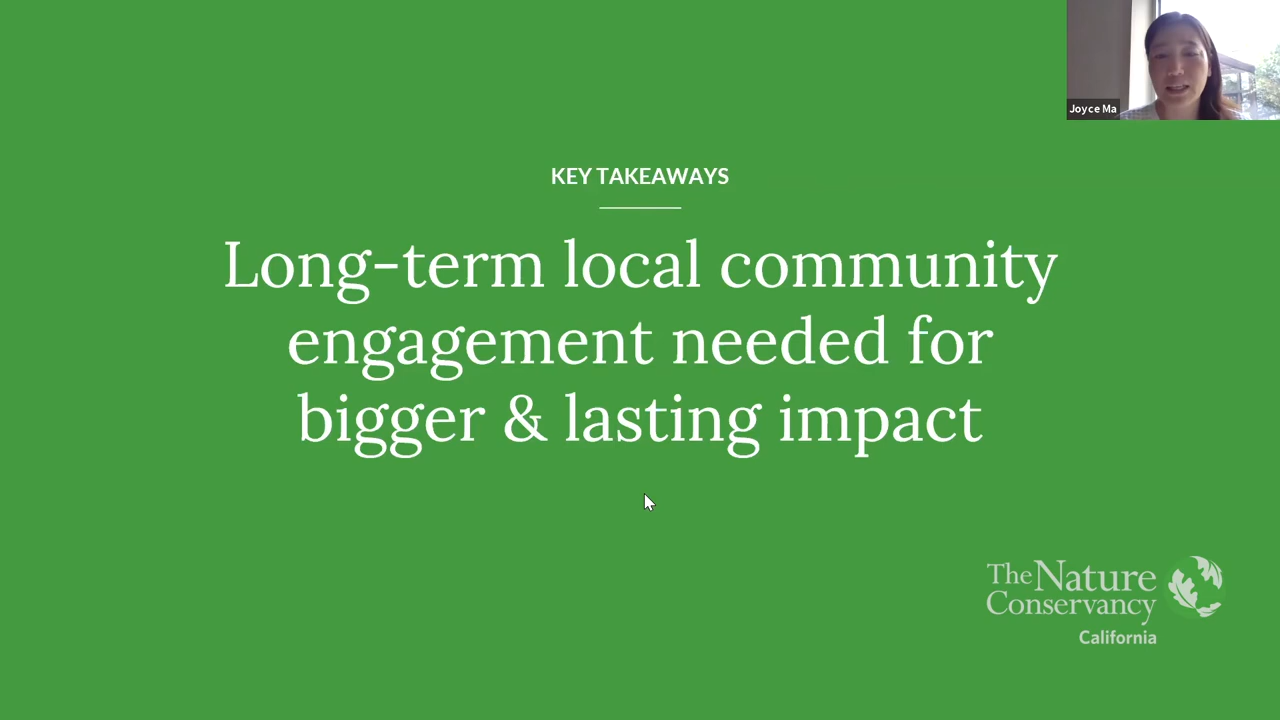 Joyce Ma
KEY TAKEAWAYS
Long-term local community
engagement needed for
bigger & lasting impact
The Nature
Conservancy
California